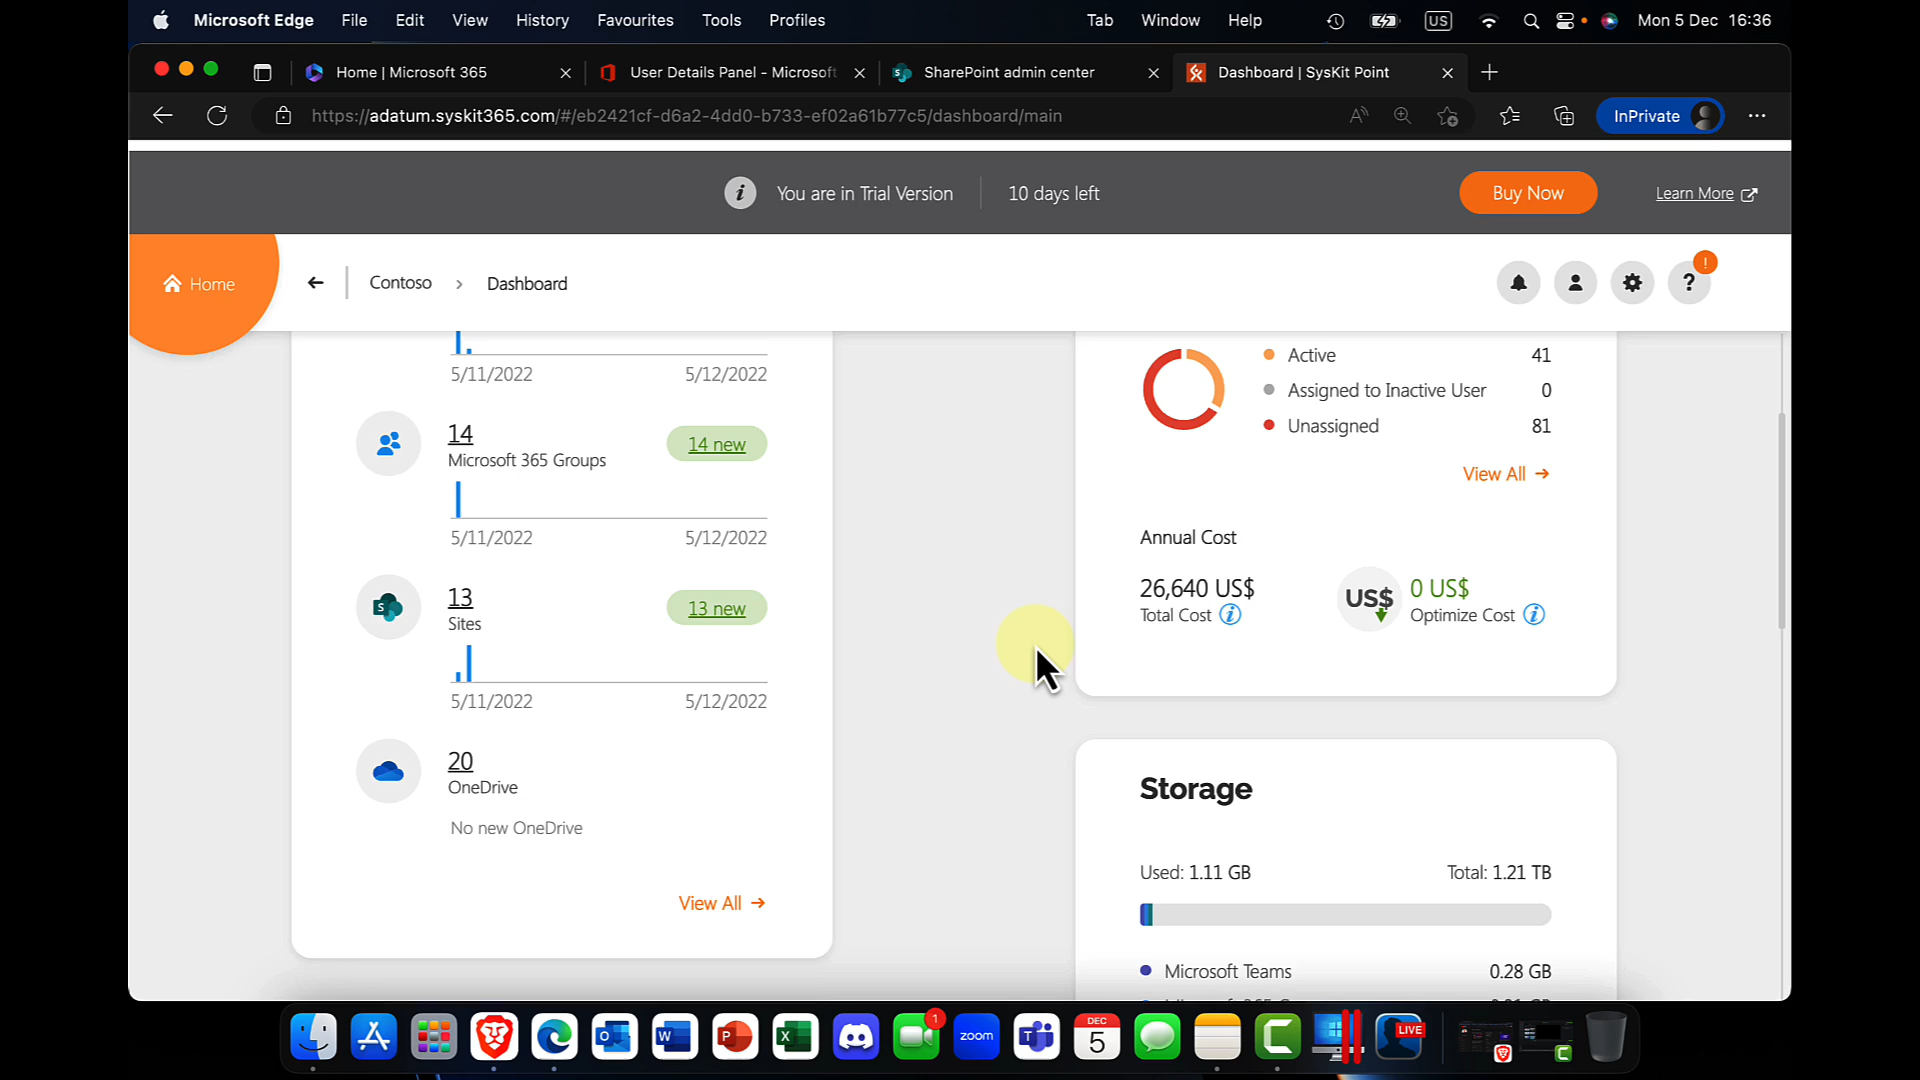 Microsoft Edge File Edit View History Favourites Tools Profiles Tab Window Help US Mon 5 Dec 16:36
Home | Microsoft 365 User Details Panel - Microsoft SharePoint admin center Dashboard | SysKit Point
https://adatum.syskit365.com/#/eb2421cf-d6a2-4dd0-b733-ef02a61b77c5/dashboard/main InPrivate
You are in Trial Version 10 days left Buy Now Learn More
Home Contoso > Dashboard ? !
5/11/2022 5/12/2022
14 14 new
Microsoft 365 Groups
5/11/2022 5/12/2022
13 13 new
Sites
5/11/2022 5/12/2022
20
OneDrive
No new OneDrive
View All
Active 41
Assigned to Inactive User 0
Unassigned 81
View All
Annual Cost
26,640 US$ US$ 0 US$
Total Cost Optimize Cost
Storage
Used: 1.11 GB Total: 1.21 TB
Microsoft Teams 0.28 GB
1 zoom DEC 5 LIVE